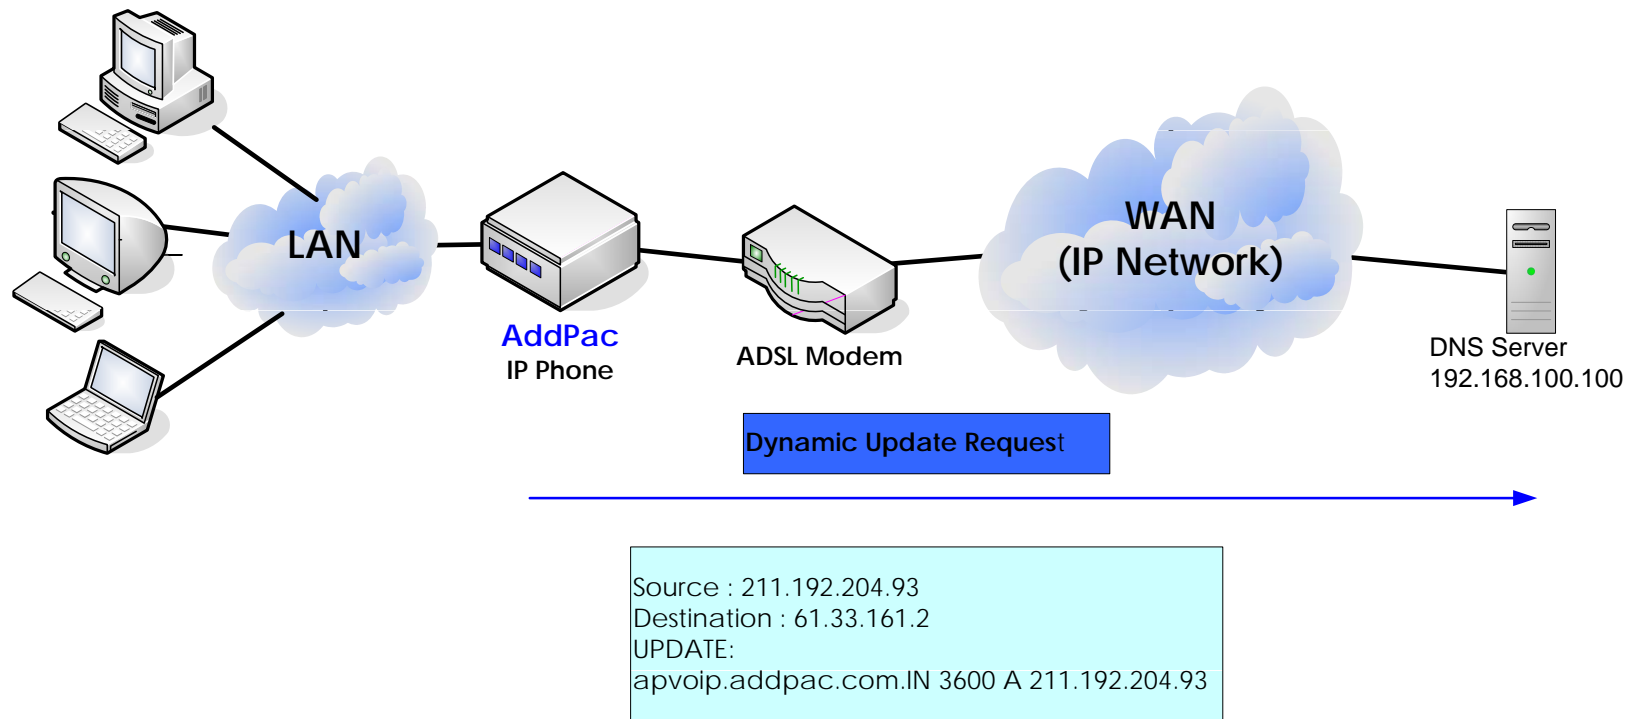 LAN
WAN
(IP Network)
AddPac
IP Phone
ADSL Modem
DNS Server
192.168.100.100
Dynamic Update Request
Source : 211.192.204.93
Destination : 61.33.161.2
UPDATE:
apvoip.addpac.com.IN 3600 A 211.192.204.93